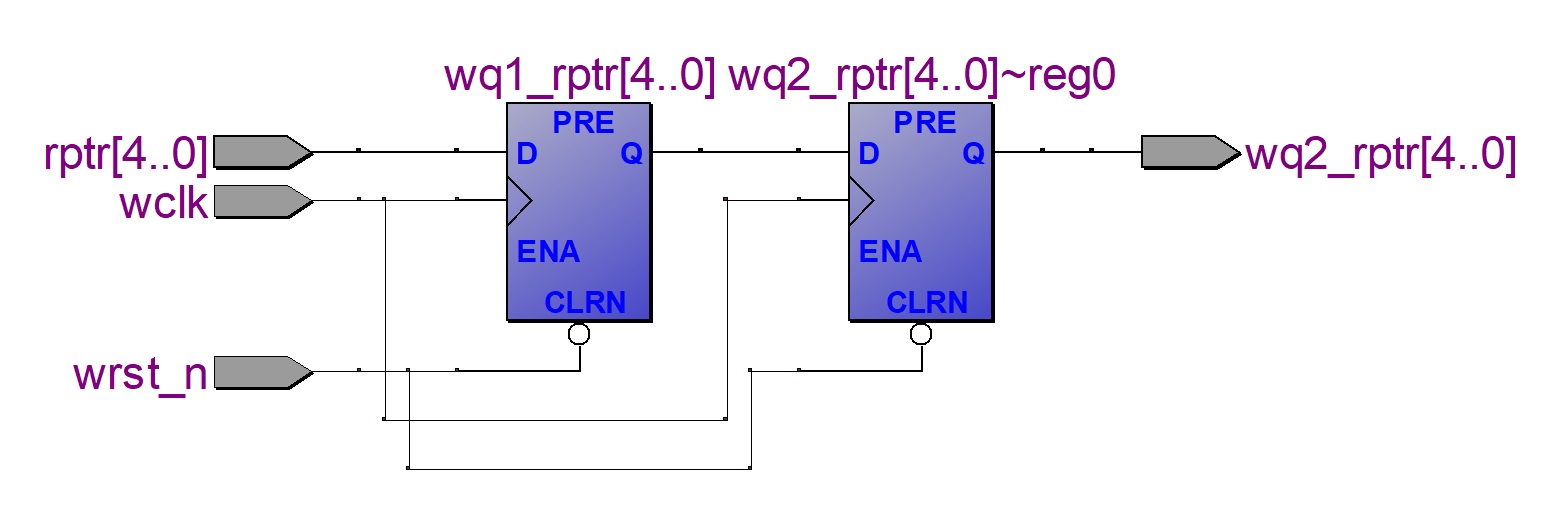 wq1_rptr[4..0] wq2_rptr[4..0]~reg0
PRE PRE
rptr[4..0] D Q D Q wq2_rptr[4..0]
wclk
ENA ENA
CLRN CLRN
wrst_n